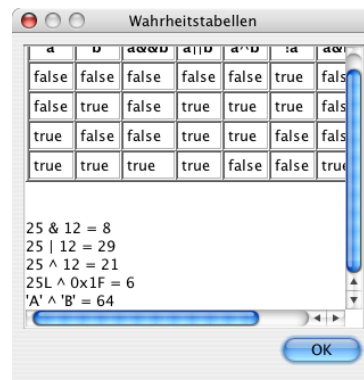 Wahrheitstabellen
a b a&&b a||b a^b !a
false false false false false true
false true false true true true
true false false true true false
true true true true false false
25 & 12 = 8
25 | 12 = 29
25 ^ 12 = 21
25L ^ 0x1F = 6
'A' ^ 'B' = 64
OK